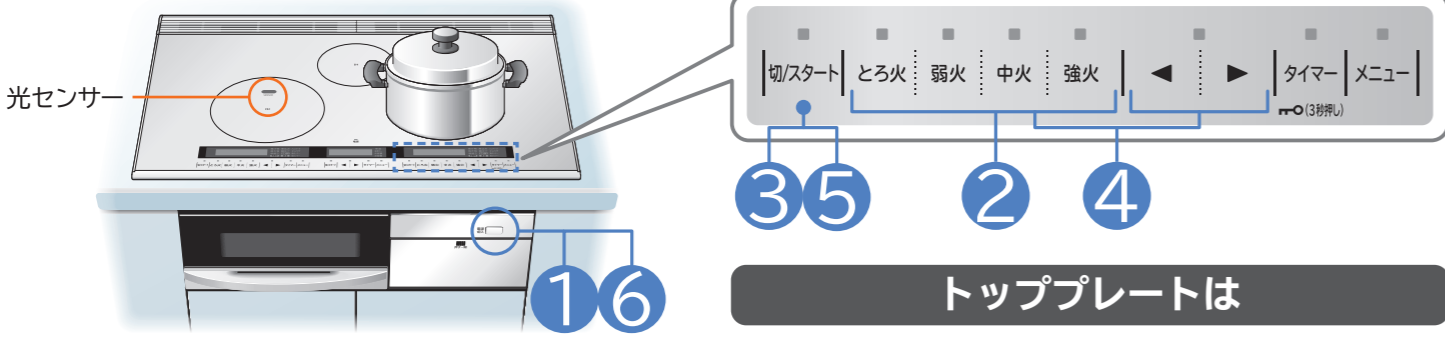 光センサー
切/スタート とろ火 弱火 中火 強火 ◀ ▶ タイマー メニュー
(3秒押し)
3 5 2 4
1 6
トッププレートは